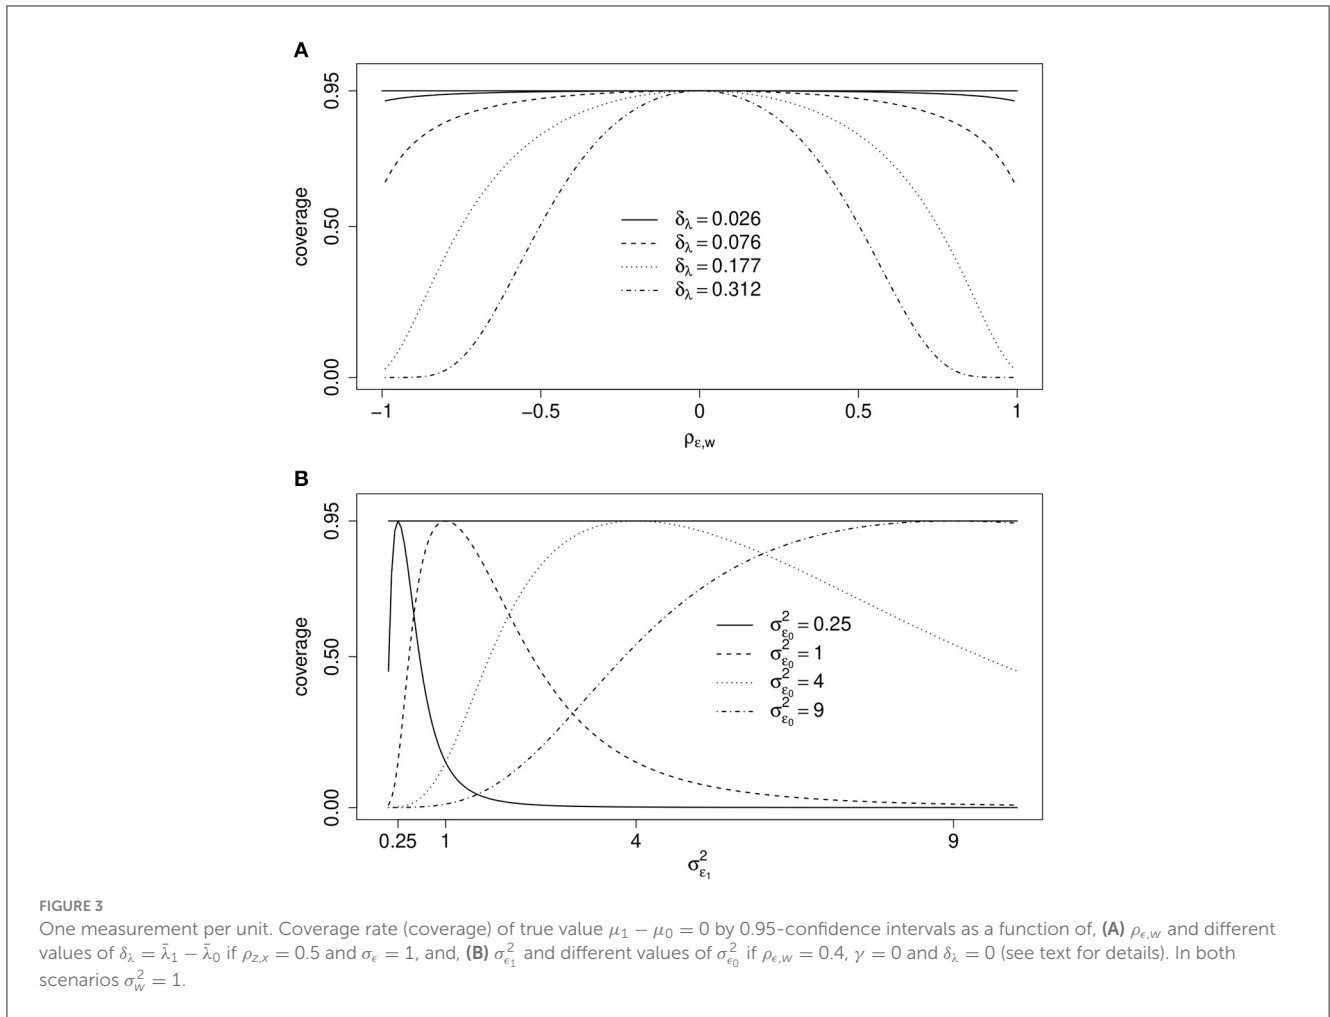 A
0.95
0.50
0.00
coverage
δλ = 0.026
δλ = 0.076
δλ = 0.177
δλ = 0.312
−1
−0.5
0
0.5
1
ρε,w
B
0.95
0.50
0.00
coverage
σ²ε₀ = 0.25
σ²ε₀ = 1
σ²ε₀ = 4
σ²ε₀ = 9
0.25
1
4
9
σ²ε₁
FIGURE 3
One measurement per unit. Coverage rate (coverage) of true value μ₁ − μ₀ = 0 by 0.95-confidence intervals as a function of, (A) ρϵ,w and different
values of δλ = λ̄₁ − λ̄₀ if ρz,x = 0.5 and σϵ = 1, and, (B) σ²ϵ₁ and different values of σ²ϵ₀ if ρϵ,w = 0.4, γ = 0 and δλ = 0 (see text for details). In both
scenarios σ²w = 1.